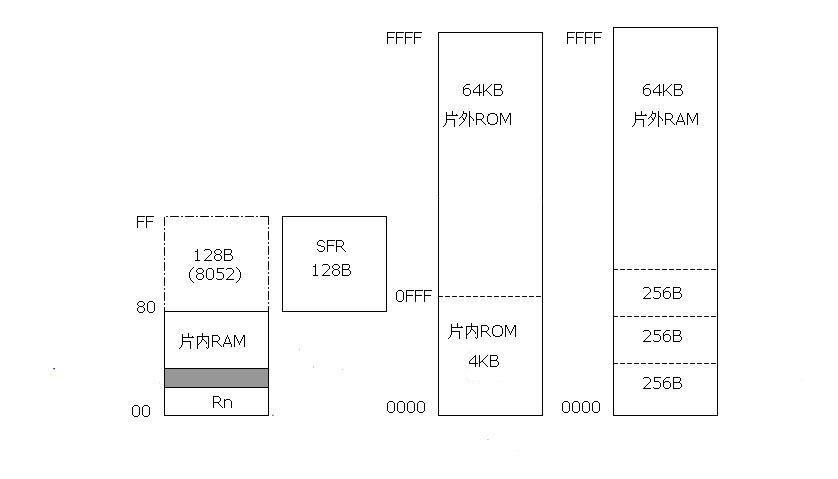 FF
128B
(8052)
80
片内RAM
00
Rn
SFR
128B
FFFF
64KB
片外ROM
0FFF
片内ROM
4KB
0000
FFFF
64KB
片外RAM
256B
256B
256B
0000